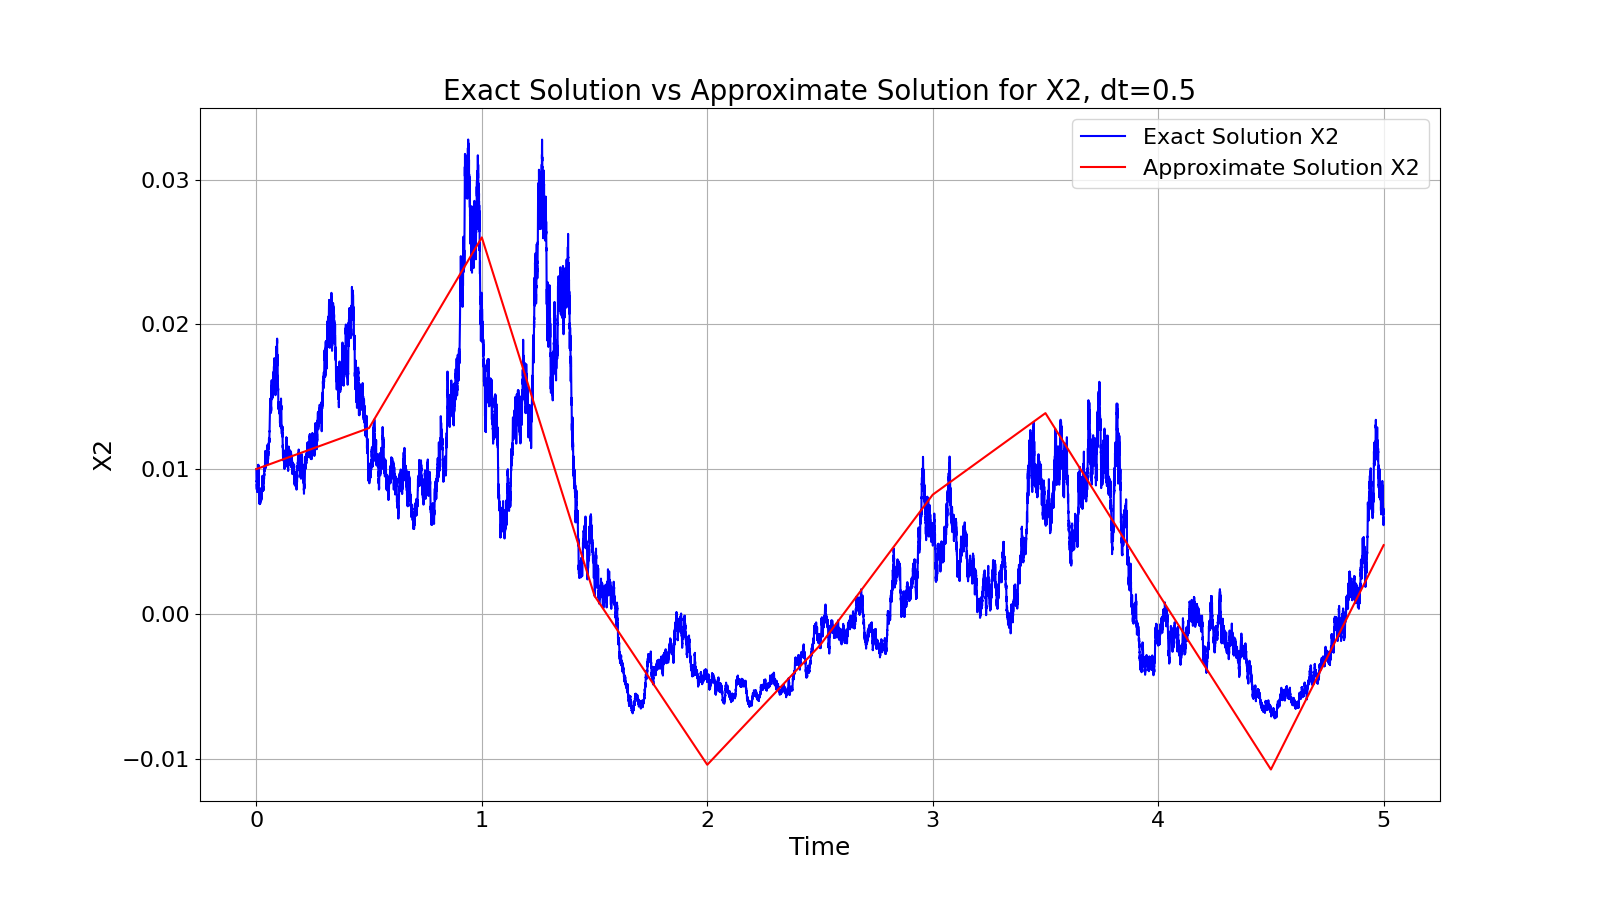 Exact Solution vs Approximate Solution for X2, dt=0.5
Exact Solution X2
Approximate Solution X2
0.03
0.02
0.01
0.00
−0.01
X2
0 1 2 3 4 5
Time